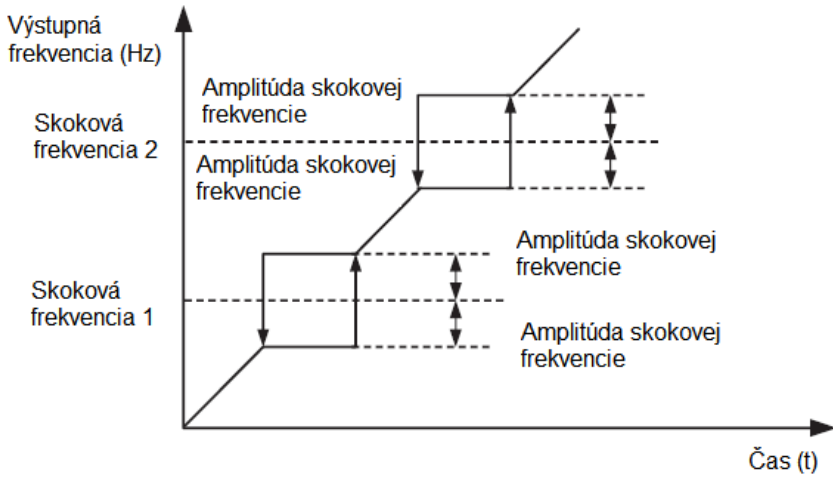 Výstupná
frekvencia (Hz)
Amplitúda skokovej
frekvencie
Skoková
frekvencia 2
Amplitúda skokovej
frekvencie
Amplitúda skokovej
frekvencie
Skoková
frekvencia 1
Amplitúda skokovej
frekvencie
Čas (t)